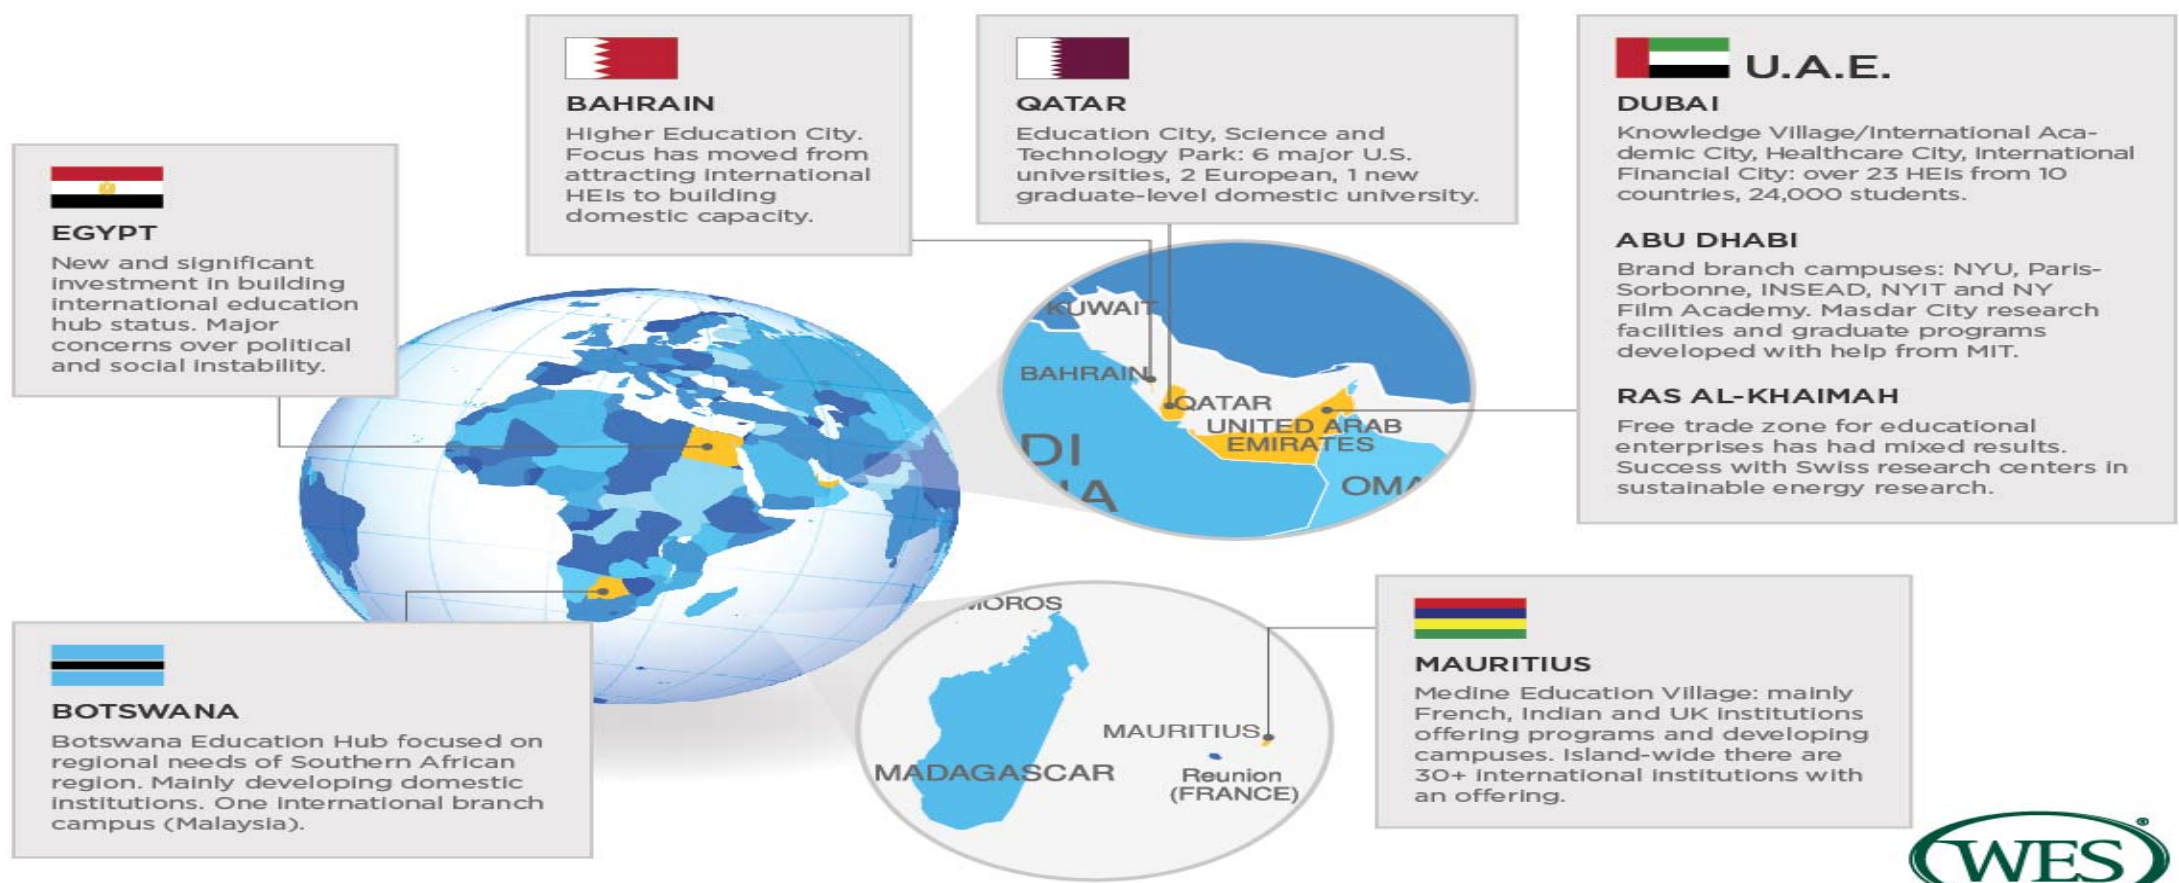 BAHRAIN
Higher Education City.
Focus has moved from
attracting international
HEIs to building
domestic capacity.
QATAR
Education City, Science and
Technology Park: 6 major U.S.
universities, 2 European, 1 new
graduate-level domestic university.
U.A.E.
DUBAI
Knowledge Village/International Aca-
demic City, Healthcare City, International
Financial City: over 23 HEIs from 10
countries, 24,000 students.
ABU DHABI
Brand branch campuses: NYU, Paris-
Sorbonne, INSEAD, NYIT and NY
Film Academy. Masdar City research
facilities and graduate programs
developed with help from MIT.
RAS AL-KHAIMAH
Free trade zone for educational
enterprises has had mixed results.
Success with Swiss research centers in
sustainable energy research.
EGYPT
New and significant
investment in building
international education
hub status. Major
concerns over political
and social instability.
KUWAIT
BAHRAIN
QATAR
UNITED ARAB
EMIRATES
DI
IA
OMA
BOTSWANA
Botswana Education Hub focused on
regional needs of Southern African
region. Mainly developing domestic
institutions. One international branch
campus (Malaysia).
MOROS
MAURITIUS
MADAGASCAR
Reunion
(FRANCE)
MAURITIUS
Medine Education Village: mainly
French, Indian and UK institutions
offering programs and developing
campuses. Island-wide there are
30+ international institutions with
an offering.
WES